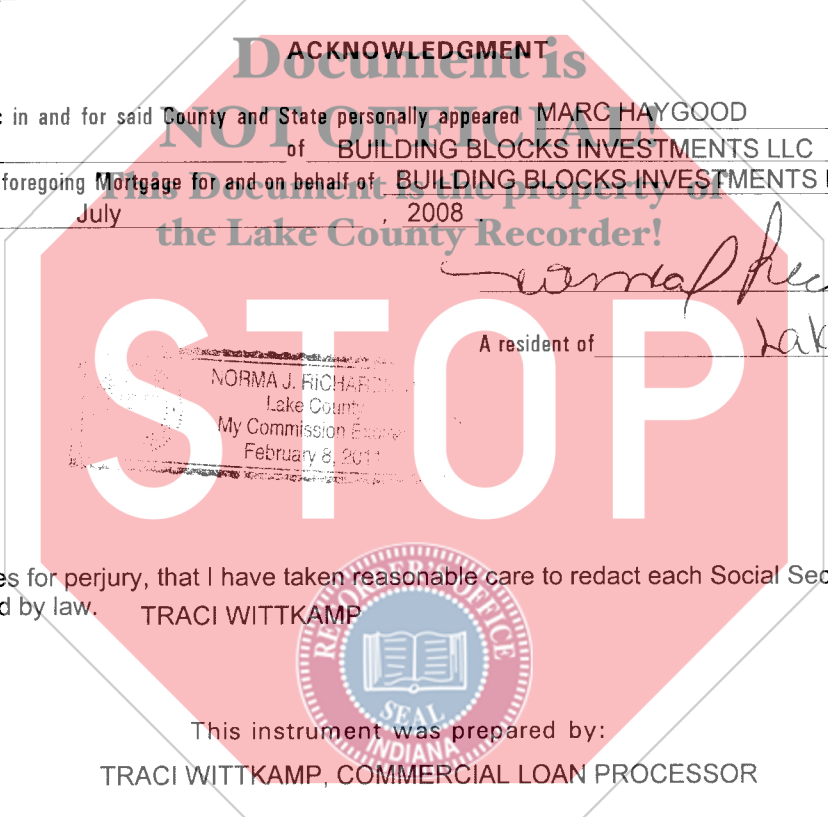 ACKNOWLEDGMENT
Document is
in and for said County and State personally appeared MARC HAYGOOD
NOT OFFICIAL!
of BUILDING BLOCKS INVESTMENTS LLC
foregoing Mortgage for and on behalf of BUILDING BLOCKS INVESTMENTS
This Document is the property of
July , 2008 .
the Lake County Recorder!
STOP
A resident of Lak
NORMA J. RICHAR
Lake County
My Commission
February 8, 2011
es for perjury, that I have taken reasonable care to redact each Social Sec
d by law. TRACI WITTKAMP
RECORDER'S OFFICE
SEAL
INDIANA
This instrument was prepared by:
TRACI WITTKAMP, COMMERCIAL LOAN PROCESSOR